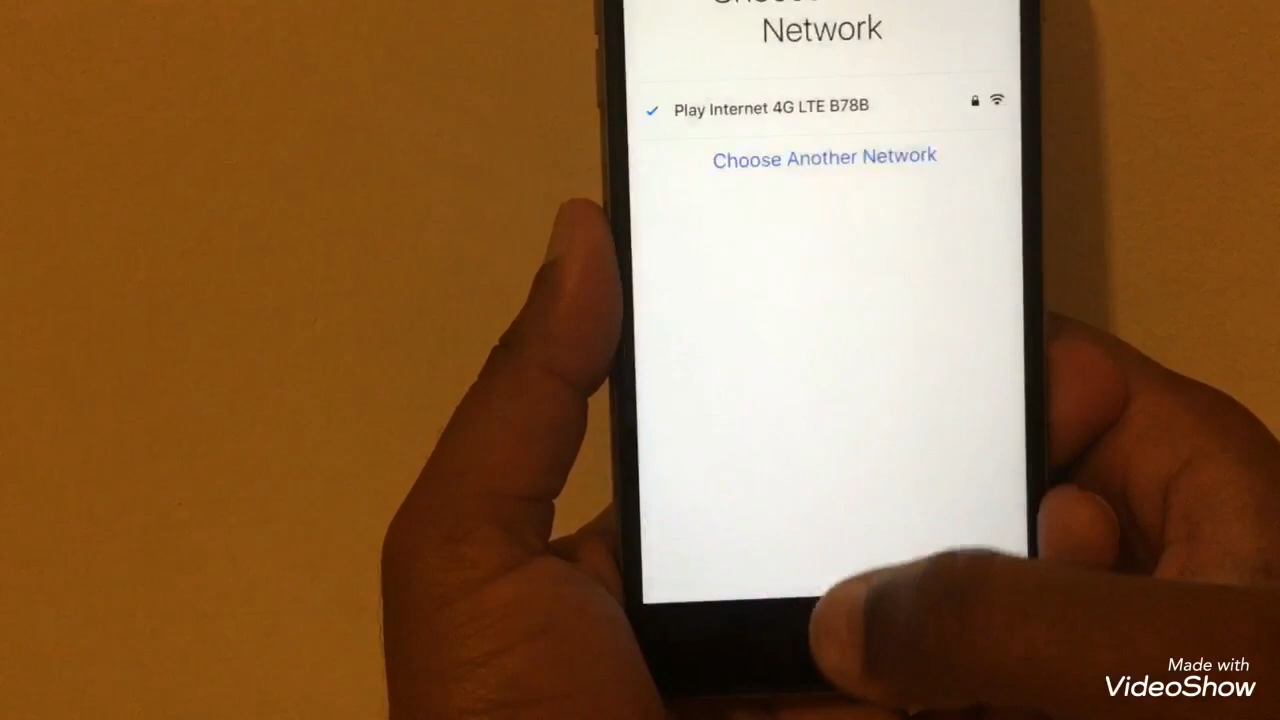 Network
Play Internet 4G LTE B78B
Choose Another Network
Made with
VideoShow